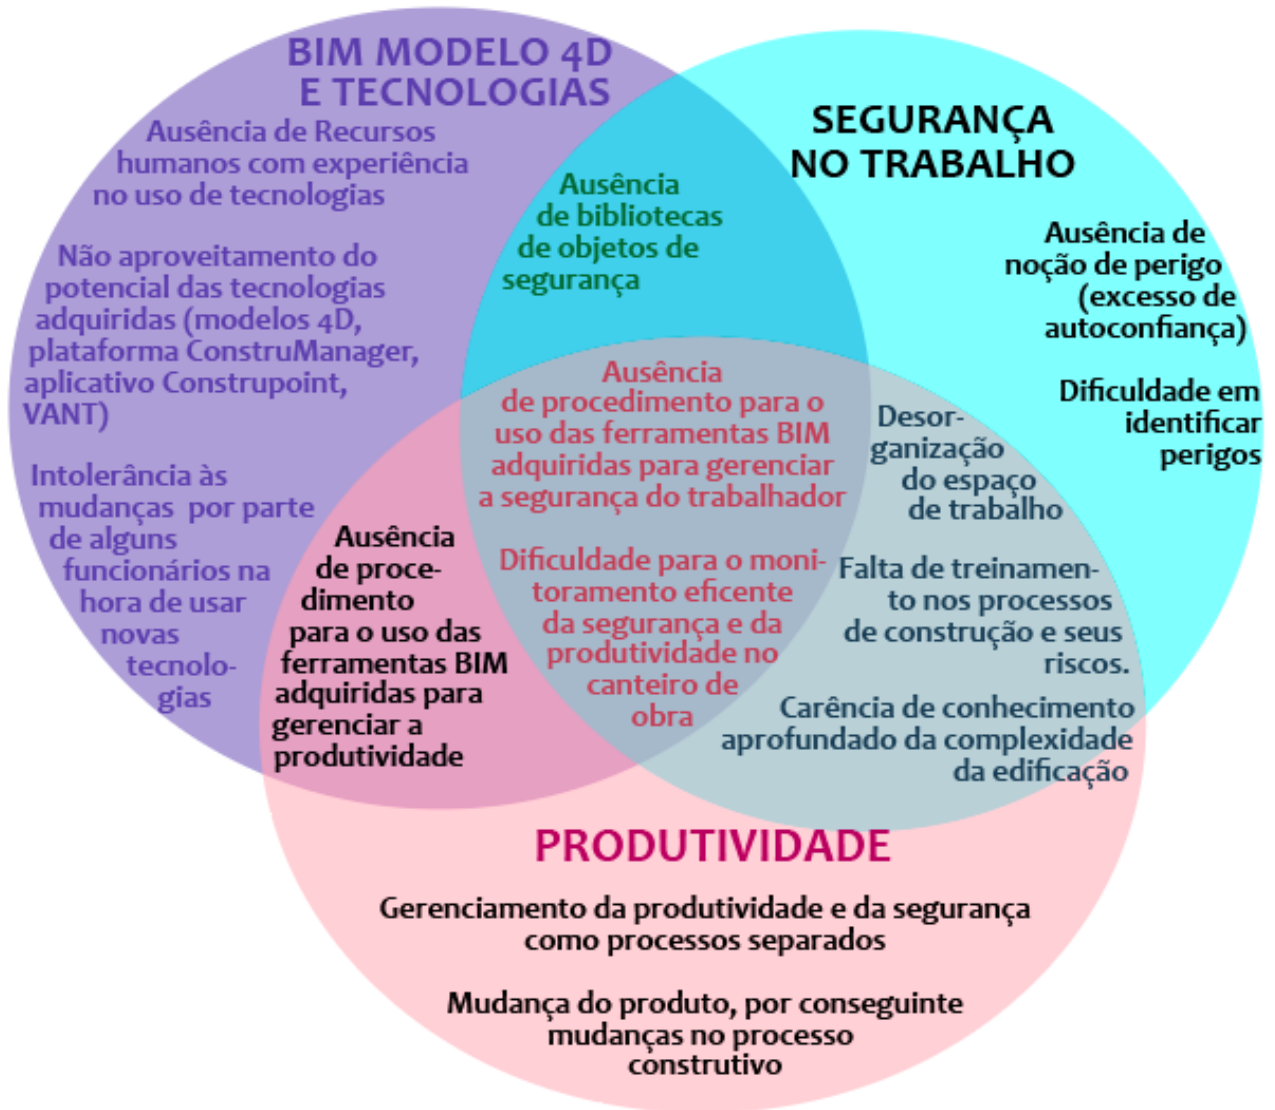 BIM MODELO 4D
E TECNOLOGIAS
Ausência de Recursos
humanos com experiência
no uso de tecnologias
Não aproveitamento do
potencial das tecnologias
adquiridas (modelos 4D,
plataforma ConstruManager,
aplicativo Construpoint,
VANT)
Intolerância às
mudanças por parte
de alguns
funcionários na
hora de usar
novas
tecnolo-
gias
Ausência
de bibliotecas
de objetos de
segurança
SEGURANÇA
NO TRABALHO
Ausência de
noção de perigo
(excesso de
autoconfiança)
Dificuldade em
identificar
perigos
Ausência
de procedimento para o
uso das ferramentas BIM
adquiridas para gerenciar
a segurança do trabalhador
Dificuldade para o moni-
toramento eficente
da segurança e da
produtividade no
canteiro de
obra
Desor-
ganização
do espaço
de trabalho
Falta de treinamen-
to nos processos
de construção e seus
riscos.
Carência de conhecimento
aprofundado da complexidade
da edificação
Ausência
de proce-
dimento
para o uso das
ferramentas BIM
adquiridas para
gerenciar a
produtividade
PRODUTIVIDADE
Gerenciamento da produtividade e da segurança
como processos separados
Mudança do produto, por conseguinte
mudanças no processo
construtivo